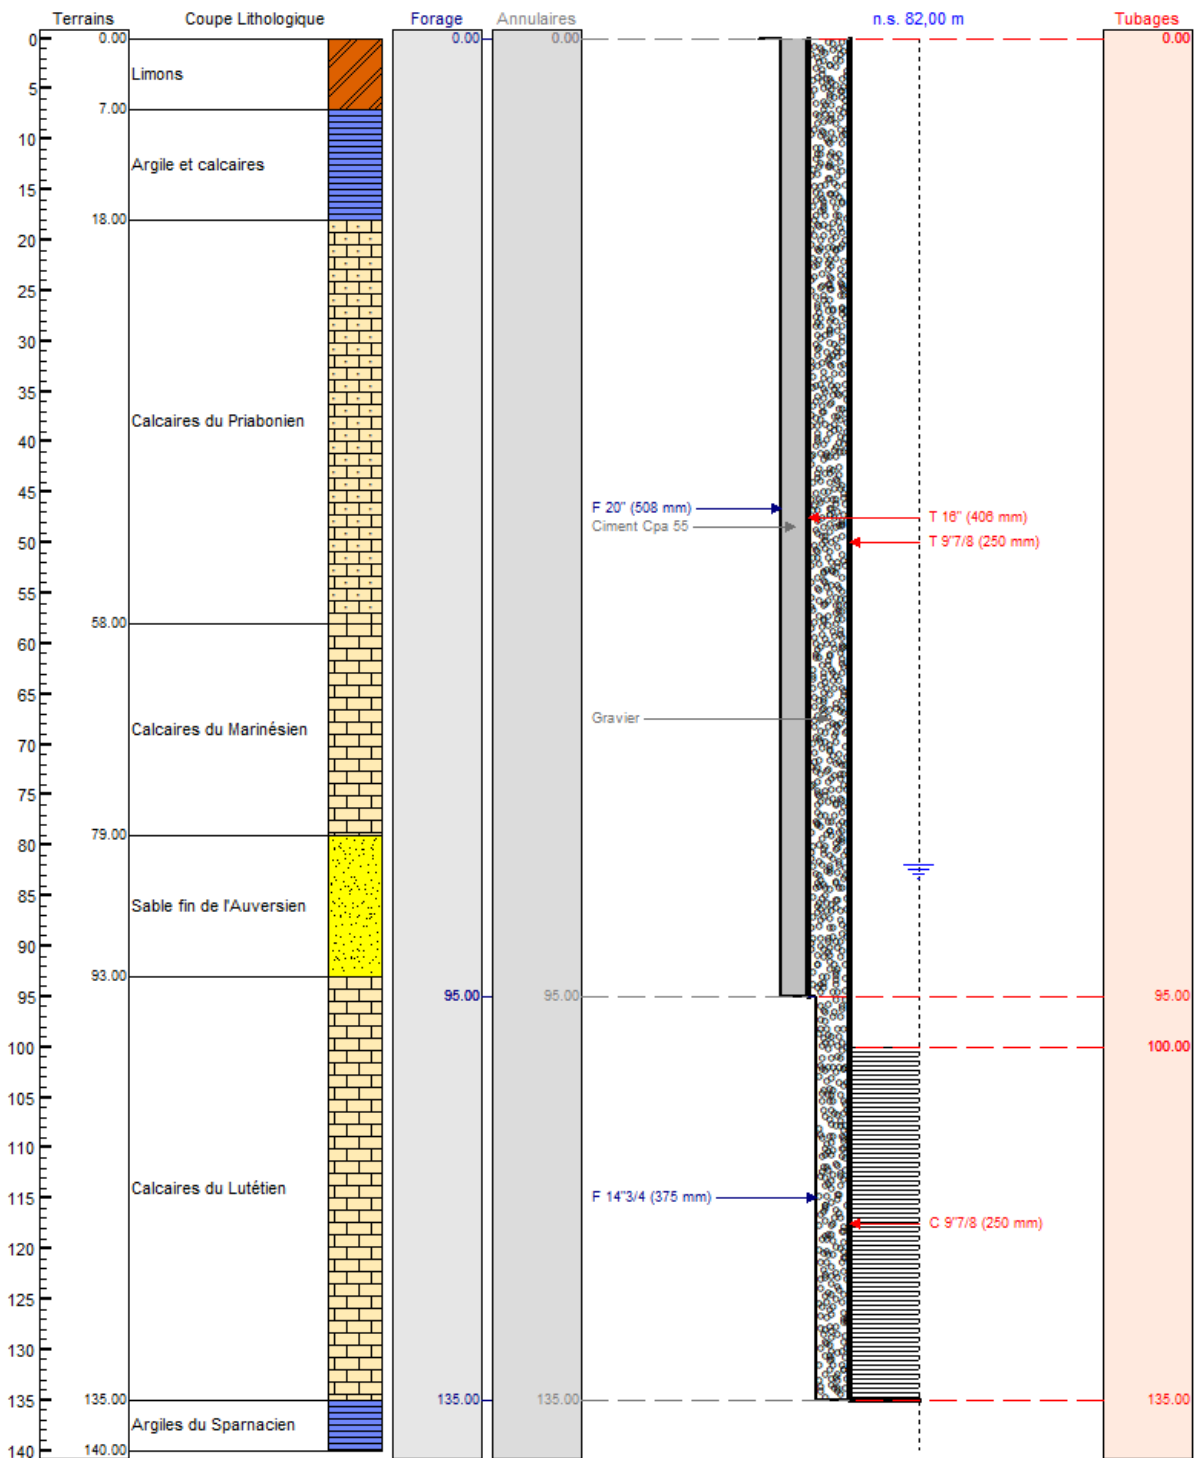 Terrains Coupe Lithologique Forage Annulaires n.s. 82,00 m Tubages
0 0.00 0.00 0.00 0.00
Limons
5
7.00
10
Argile et calcaires
15
18.00
20
25
30
35
Calcaires du Priabonien
40
45
F 20" (508 mm)
T 16" (406 mm)
Ciment Cpa 55
50 T 9"7/8 (250 mm)
55
58.00
60
65
Gravier
Calcaires du Marinésien
70
75
79.00
80
85
Sable fin de l'Auversien
90
93.00
95 95.00 95.00 95.00
100 100.00
105
110
Calcaires du Lutétien
115 F 14"3/4 (375 mm)
C 9"7/8 (250 mm)
120
125
130
135 135.00 135.00 135.00 135.00
Argiles du Sparnacien
140 140.00